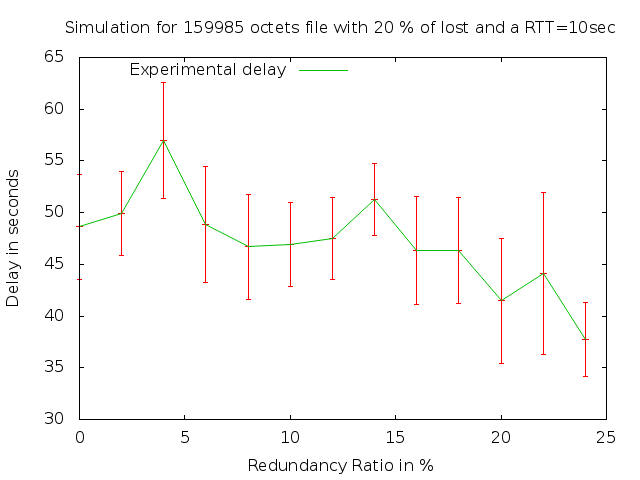 Simulation for 159985 octets file with 20 % of lost and a RTT=10sec
Experimental delay
65
60
55
50
45
40
35
30
Delay in seconds
0 5 10 15 20 25
Redundancy Ratio in %